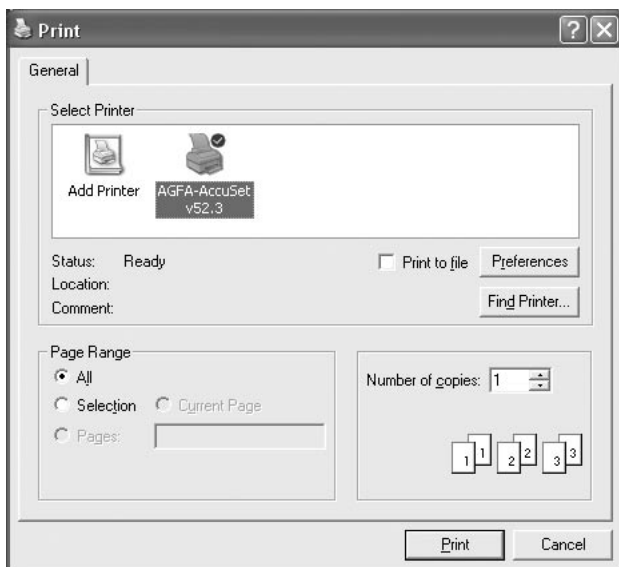 Print
General
Select Printer
Add Printer
AGFA-AccuSet
v52.3
Status: Ready
Print to file
Preferences
Location:
Comment:
Find Printer...
Page Range
All
Selection
Current Page
Pages:
Number of copies: 1
1 1 2 2 3 3
Print
Cancel